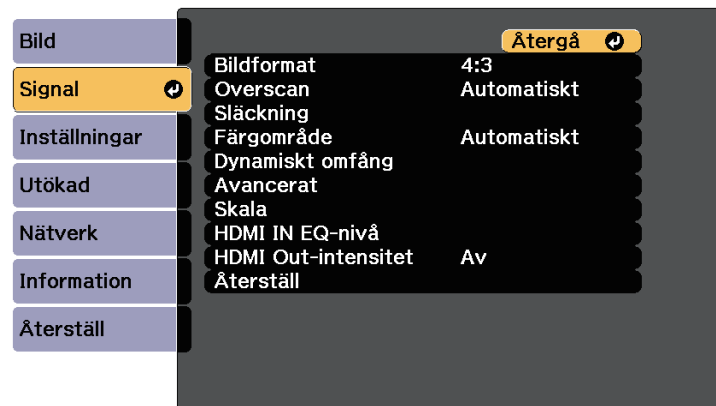 Bild
Signal
Inställningar
Utökad
Nätverk
Information
Återställ
Återgå
Bildformat 4:3
Overscan Automatiskt
Släckning
Färgområde Automatiskt
Dynamiskt omfång
Avancerat
Skala
HDMI IN EQ-nivå
HDMI Out-intensitet Av
Återställ